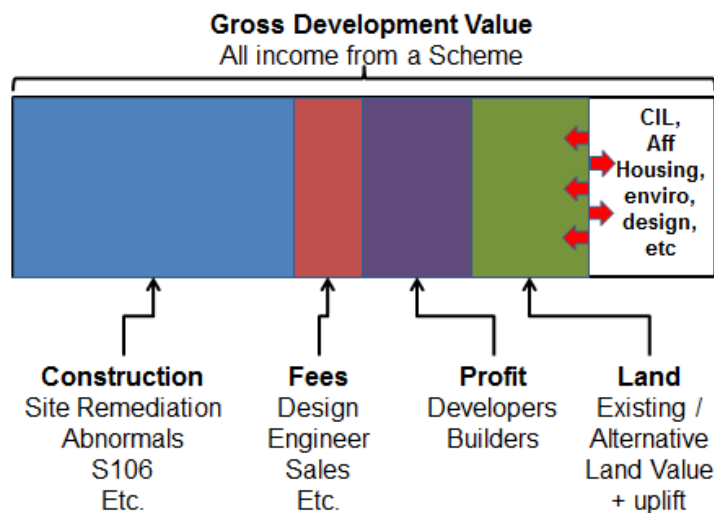 Gross Development Value
All income from a Scheme
CIL,
Aff
Housing,
enviro,
design,
etc
Construction
Site Remediation
Abnormals
S106
Etc.
Fees
Design
Engineer
Sales
Etc.
Profit
Developers
Builders
Land
Existing /
Alternative
Land Value
+ uplift